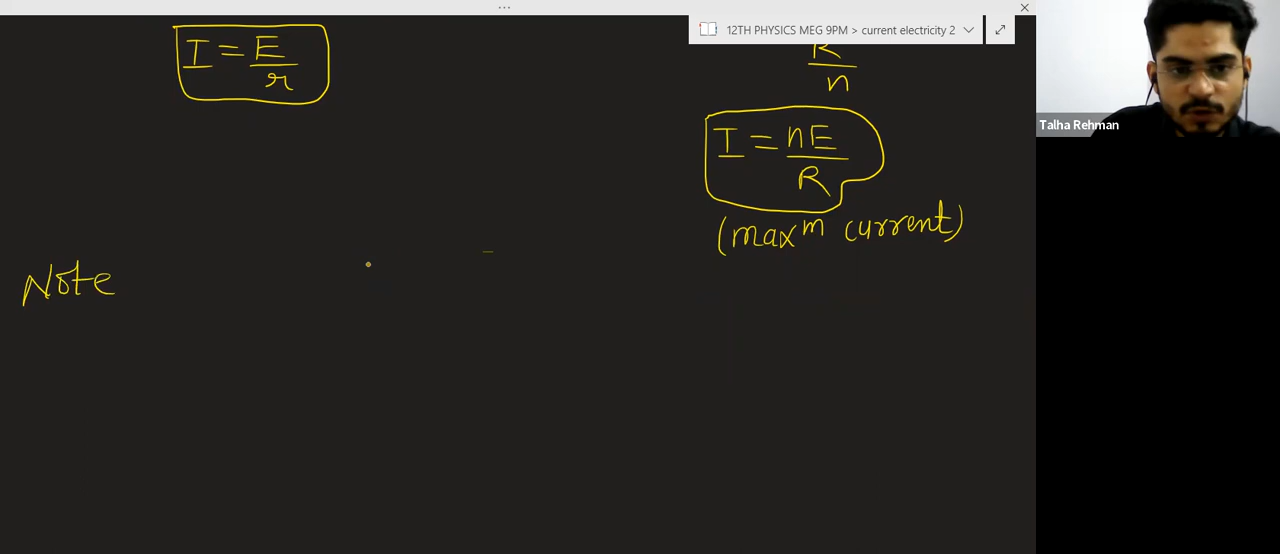 12TH PHYSICS MEG 9PM > current electricity 2
Talha Rehman
I = E
r
R
n
I = nE
R
(maxᵐ current)
Note